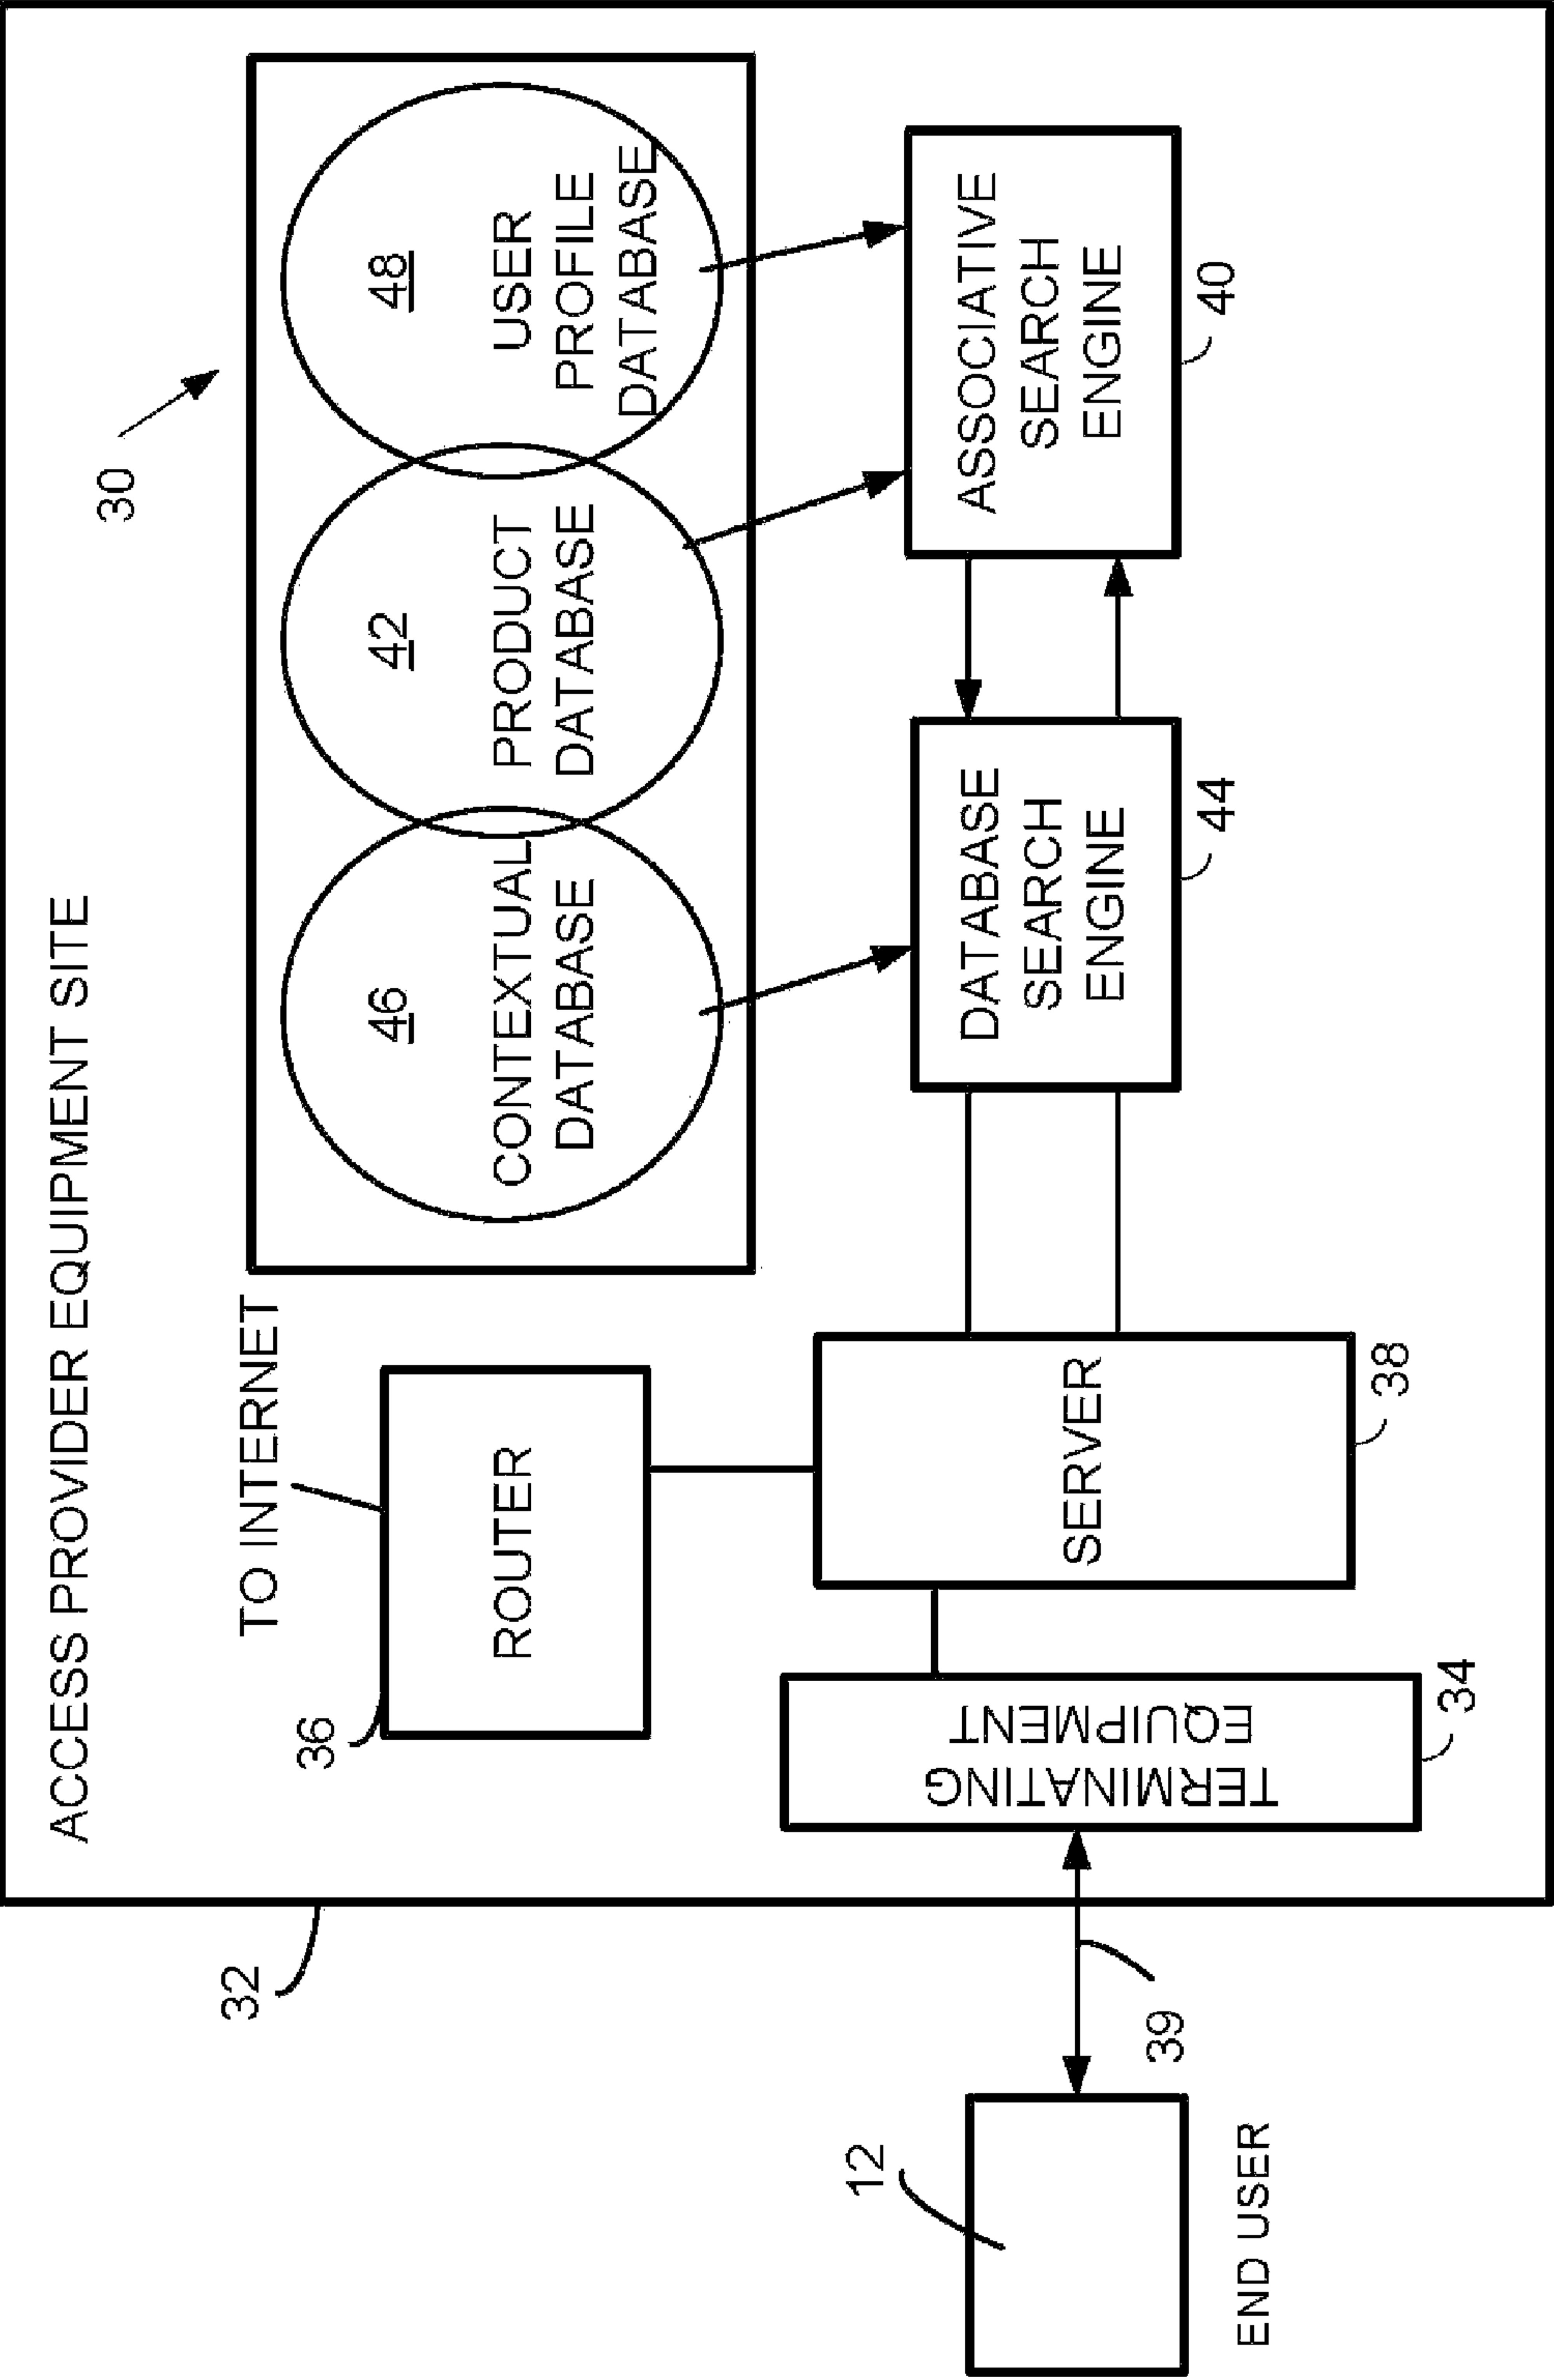 ACCESS PROVIDER EQUIPMENT SITE
30
32
TO INTERNET
36
ROUTER
46
CONTEXTUAL
DATABASE
42
PRODUCT
DATABASE
48
USER
PROFILE
DATABASE
12
END USER
39
TERMINATING
EQUIPMENT
34
SERVER
38
DATABASE
SEARCH
ENGINE
44
ASSOCIATIVE
SEARCH
ENGINE
40